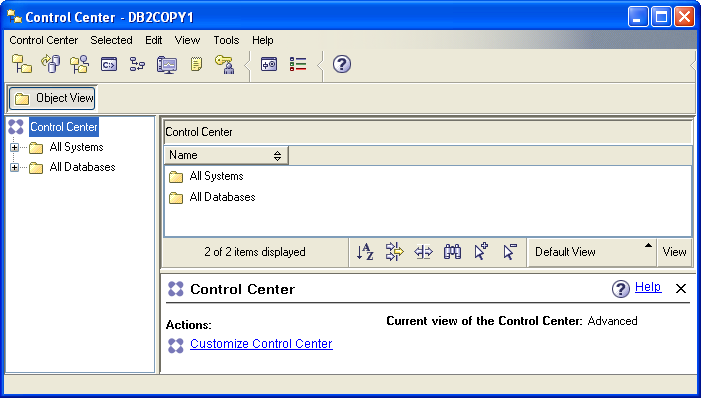 Control Center - DB2COPY1
Control Center Selected Edit View Tools Help
C:\
Object View
Control Center
All Systems
All Databases
Control Center
Name
All Systems
All Databases
2 of 2 items displayed
A
Z
Default View
View
Control Center
Help
Actions:
Customize Control Center
Current view of the Control Center: Advanced